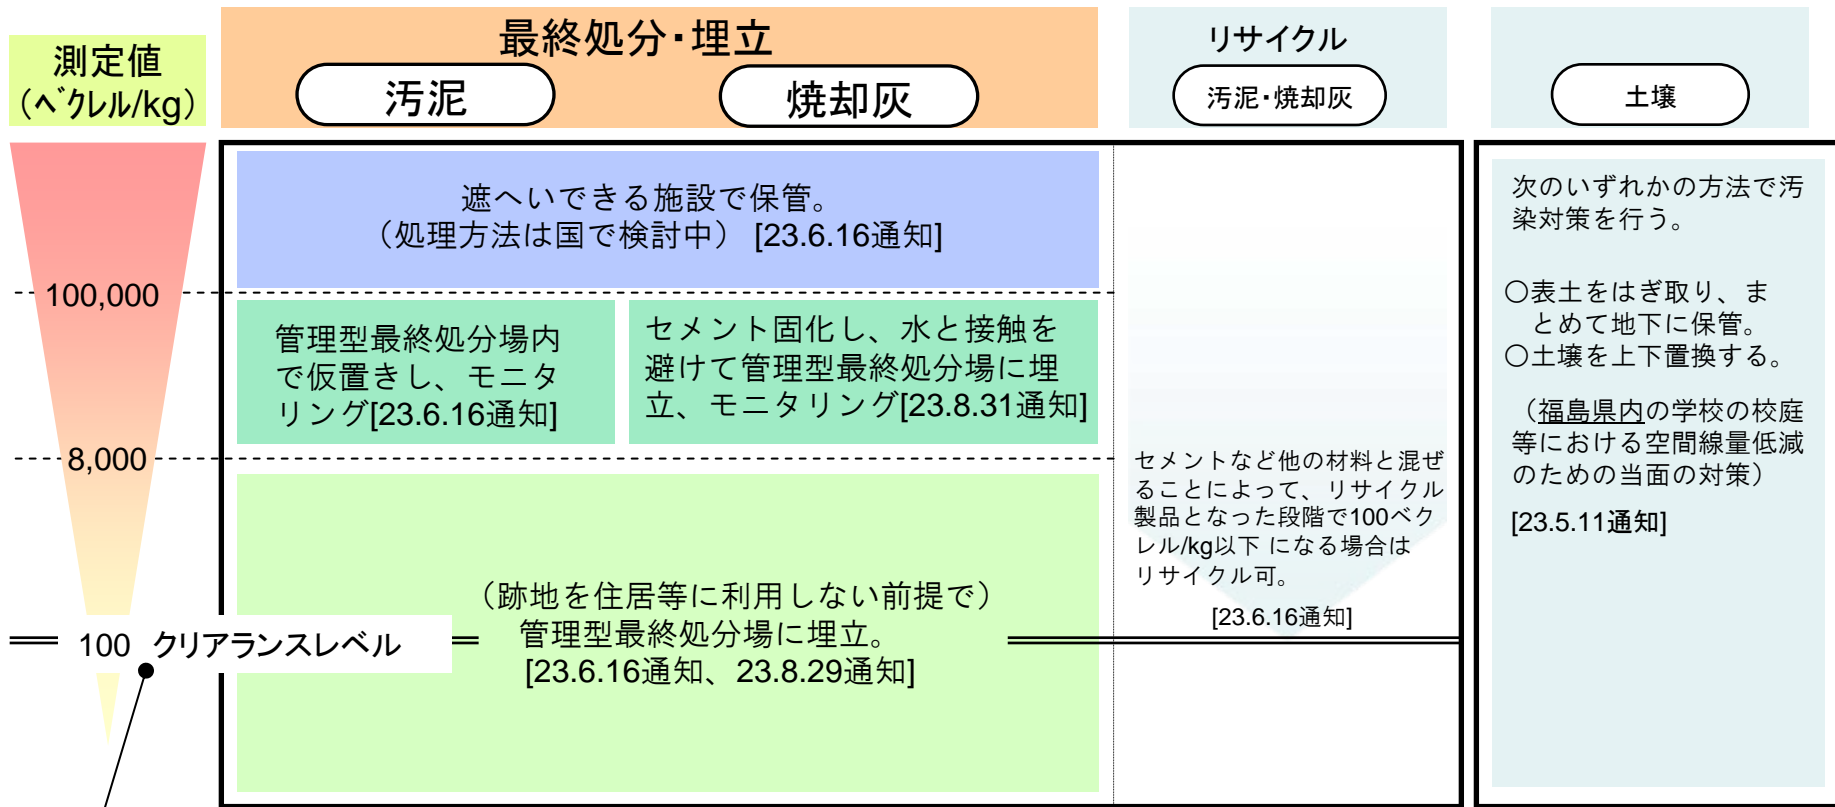 測定値
(ベクレル/kg)
最終処分・埋立
汚泥
焼却灰
リサイクル
汚泥・焼却灰
土壌
遮へいできる施設で保管。
（処理方法は国で検討中） [23.6.16通知]
100,000
管理型最終処分場内
で仮置きし、モニタ
リング[23.6.16通知]
セメント固化し、水と接触を
避けて管理型最終処分場に埋
立、モニタリング[23.8.31通知]
8,000
（跡地を住居等に利用しない前提で）
管理型最終処分場に埋立。
[23.6.16通知、23.8.29通知]
100 クリアランスレベル
セメントなど他の材料と混ぜ
ることによって、リサイクル
製品となった段階で100ベク
レル/kg以下 になる場合は
リサイクル可。
[23.6.16通知]
次のいずれかの方法で汚
染対策を行う。
○表土をはぎ取り、ま
とめて地下に保管。
○土壌を上下置換する。
（福島県内の学校の校庭
等における空間線量低減
のための当面の対策）
[23.5.11通知]